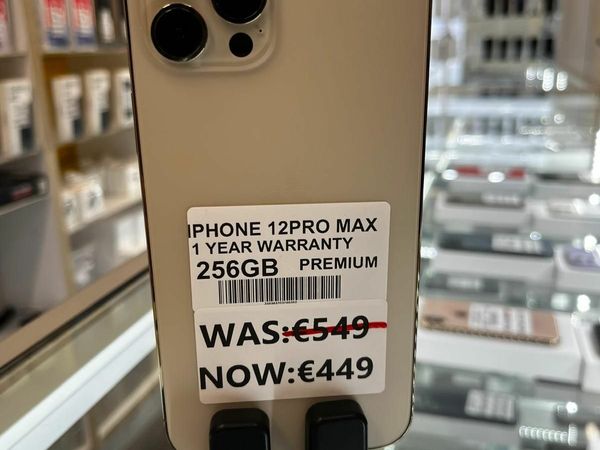 IPHONE 12PRO MAX
1 YEAR WARRANTY
256GB PREMIUM
WAS:€549
NOW:€449